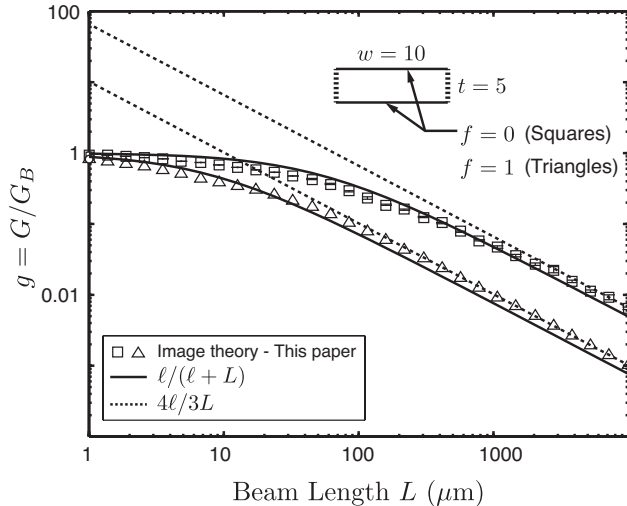 100
1
0.01
g = G/G_B
w = 10
t = 5
f = 0 (Squares)
f = 1 (Triangles)
Image theory - This paper
ℓ/(ℓ + L)
4ℓ/3L
1
10
100
1000
Beam Length L (μm)